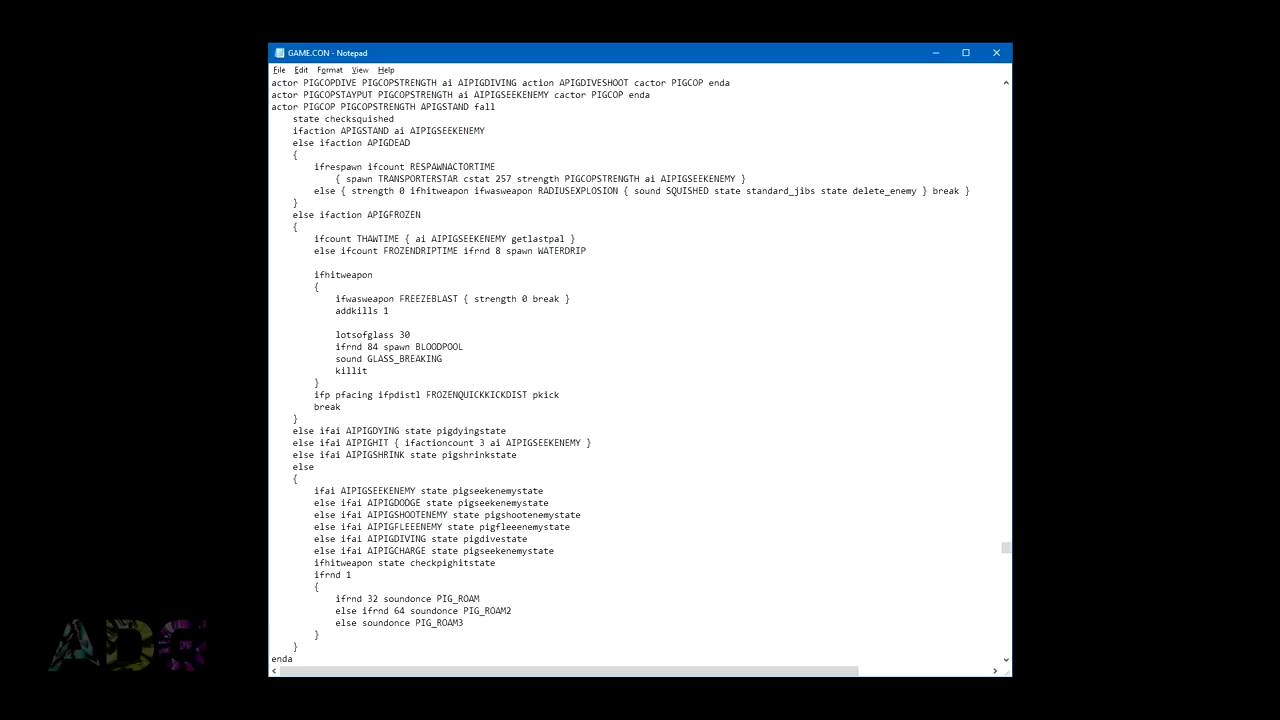 GAME.CON - Notepad
File Edit Format View Help
actor PIGCOPDIVE PIGCOPSTRENGTH ai AIPIGDIVING action APIGDIVESHOOT cactor PIGCOP enda
actor PIGCOPSTAYPUT PIGCOPSTRENGTH ai AIPIGSEEKENEMY cactor PIGCOP enda
actor PIGCOP PIGCOPSTRENGTH APIGSTAND fall
    state checksquished
    ifaction APIGSTAND ai AIPIGSEEKENEMY
    else ifaction APIGDEAD
    {
        ifrespawn ifcount RESPAWNACTORTIME
            { spawn TRANSPORTERSTAR cstat 257 strength PIGCOPSTRENGTH ai AIPIGSEEKENEMY }
        else { strength 0 ifhitweapon ifwasweapon RADIUSEXPLOSION { sound SQUISHED state standard_jibs state delete_enemy } break }
    }
    else ifaction APIGFROZEN
    {
        ifcount THAWTIME { ai AIPIGSEEKENEMY getlastpal }
        else ifcount FROZENDRIPTIME ifrnd 8 spawn WATERDRIP
        ifhitweapon
        {
            ifwasweapon FREEZEBLAST { strength 0 break }
            addkills 1
            lotsofglass 30
            ifrnd 84 spawn BLOODPOOL
            sound GLASS_BREAKING
            killit
        }
        ifp pfacing ifpdistl FROZENQUICKKICKDIST pkick
        break
    }
    else ifai AIPIGDYING state pigdyingstate
    else ifai AIPIGHIT { ifactioncount 3 ai AIPIGSEEKENEMY }
    else ifai AIPIGSHRINK state pigshrinkstate
    else
    {
        ifai AIPIGSEEKENEMY state pigseekenemystate
        else ifai AIPIGDODGE state pigseekenemystate
        else ifai AIPIGSHOOTENEMY state pigshootenemystate
        else ifai AIPIGFLEEENEMY state pigfleeenemystate
        else ifai AIPIGDIVING state pigdivestate
        else ifai AIPIGCHARGE state pigseekenemystate
        ifhitweapon state checkpighitstate
        ifrnd 1
        {
            ifrnd 32 soundonce PIG_ROAM
            else ifrnd 64 soundonce PIG_ROAM2
            else soundonce PIG_ROAM3
        }
    }
enda
ADG